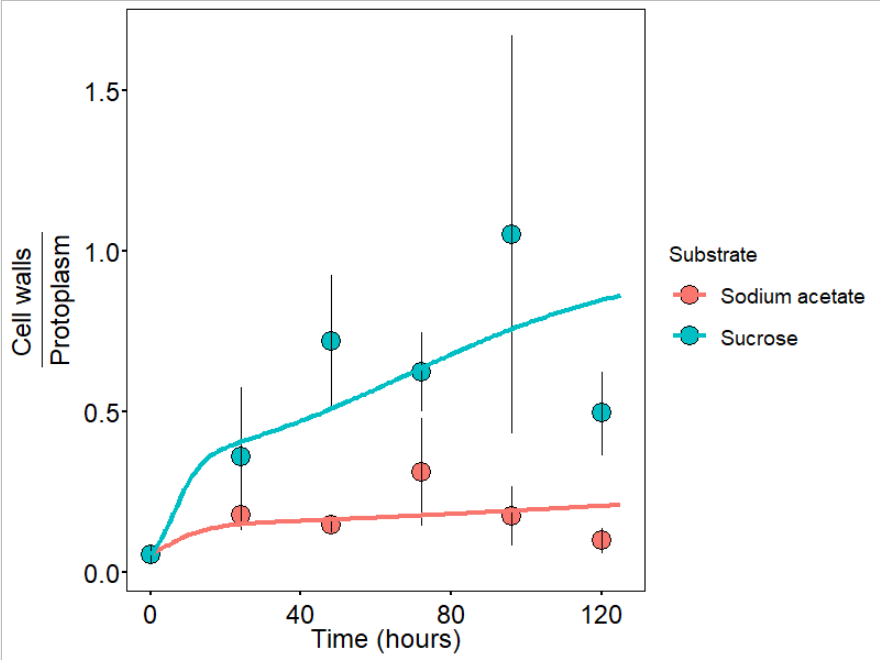 Cell walls
Protoplasm
1.5
1.0
0.5
0.0
0
40
80
120
Time (hours)
Substrate
Sodium acetate
Sucrose